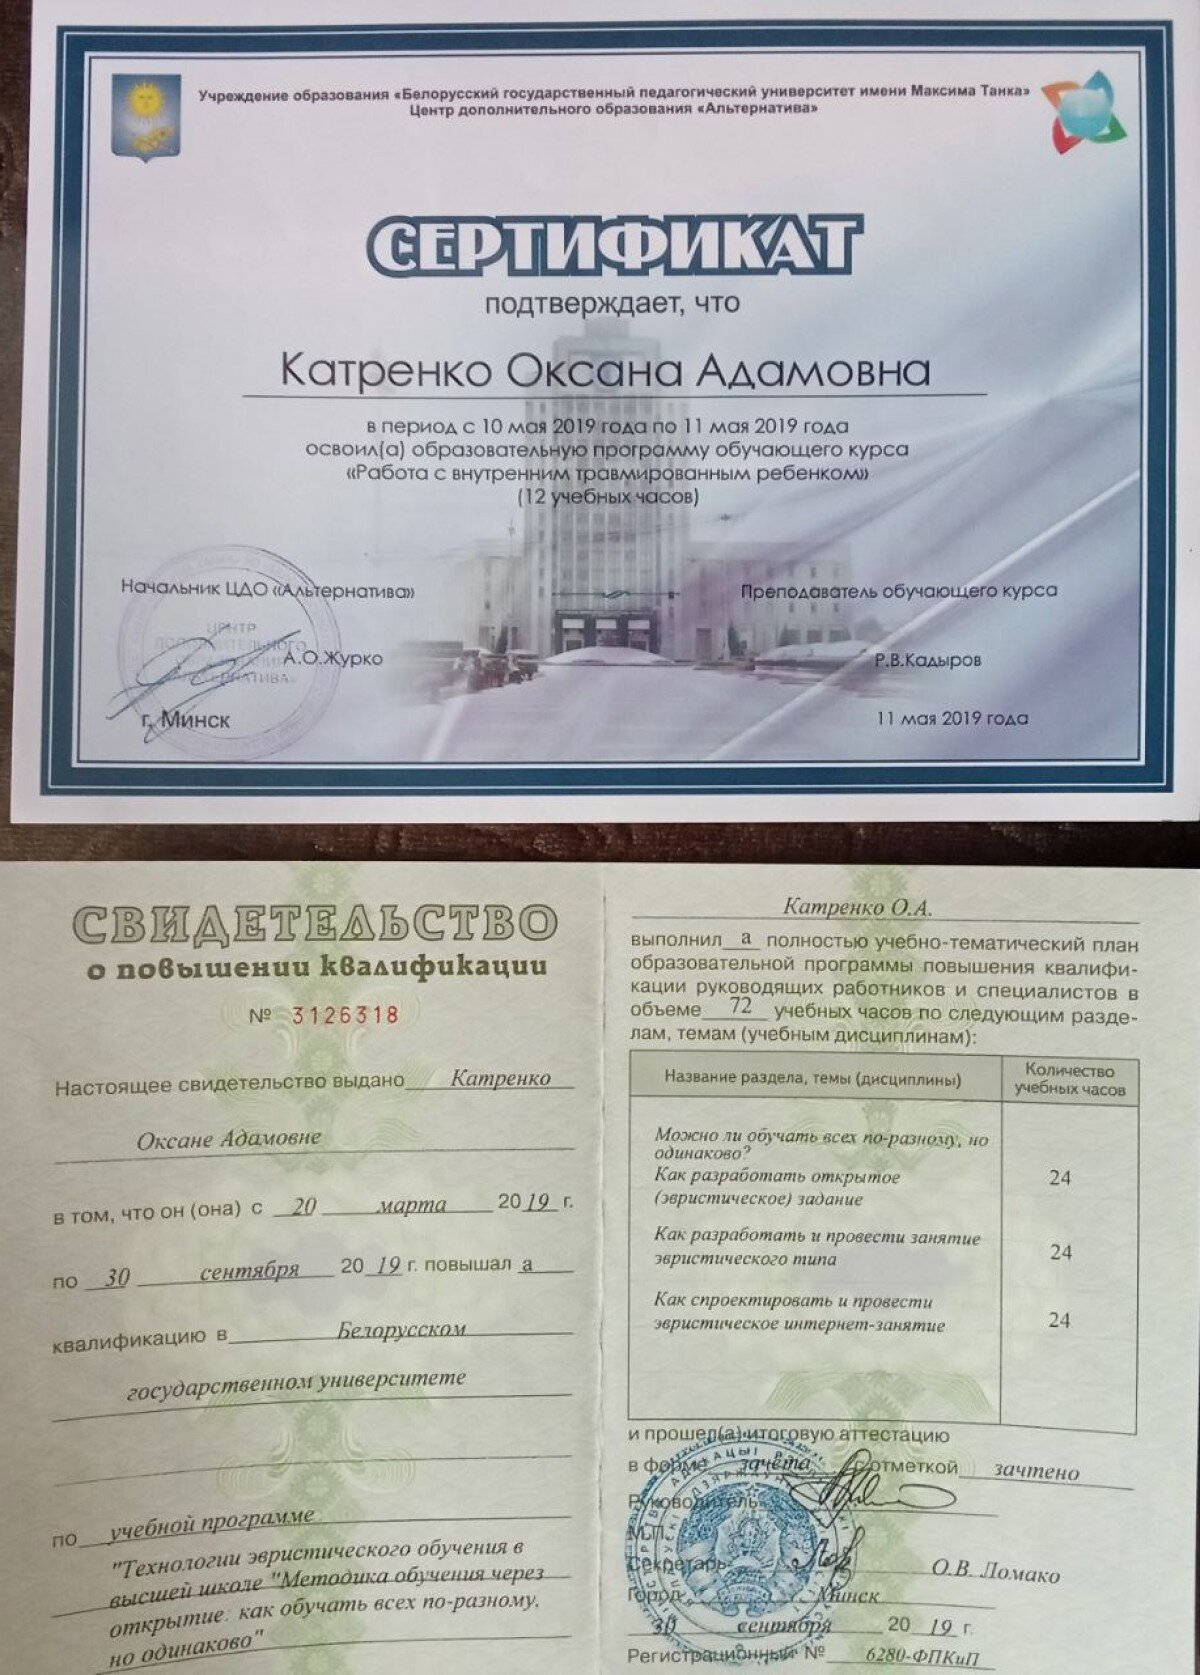 Учреждение образования «Белорусский государственный педагогический университет имени Максима Танка»
Центр дополнительного образования «Альтернатива»
СЕРТИФИКАТ
подтверждает, что
Катренко Оксана Адамовна
в период с 10 мая 2019 года по 11 мая 2019 года
освоил(а) образовательную программу обучающего курса
«Работа с внутренним травмированным ребенком»
(12 учебных часов)
Начальник ЦДО «Альтернатива»
Преподаватель обучающего курса
ЦЕНТР
А.О.Журко
Р.В.Кадыров
г. Минск
11 мая 2019 года
СВИДЕТЕЛЬСТВО
о повышении квалификации
№ 3126318
Настоящее свидетельство выдано Катренко
Оксане Адамовне
в том, что он (она) с 20 марта 2019 г.
по 30 сентября 2019 г. повышал а
квалификацию в Белорусском
государственном университете
по учебной программе
"Технологии эвристического обучения в
высшей школе "Методика обучения через
открытие: как обучать всех по-разному,
но одинаково"
Катренко О.А.
выполнил а полностью учебно-тематический план
образовательной программы повышения квалифи-
кации руководящих работников и специалистов в
объеме 72 учебных часов по следующим разде-
лам, темам (учебным дисциплинам):
Название раздела, темы (дисциплины)
Количество
учебных часов
Можно ли обучать всех по-разному, но
одинаково?
Как разработать открытое
(эвристическое) задание
24
Как разработать и провести занятие
эвристического типа
24
Как спроектировать и провести
эвристическое интернет-занятие
24
и прошел(а) итоговую аттестацию
в форме зачета с отметкой зачтено
Руководитель
М.П.
Секретарь О.В. Ломако
Город Минск
30 сентября 2019 г.
Регистрационный № 6280-ФПКиП